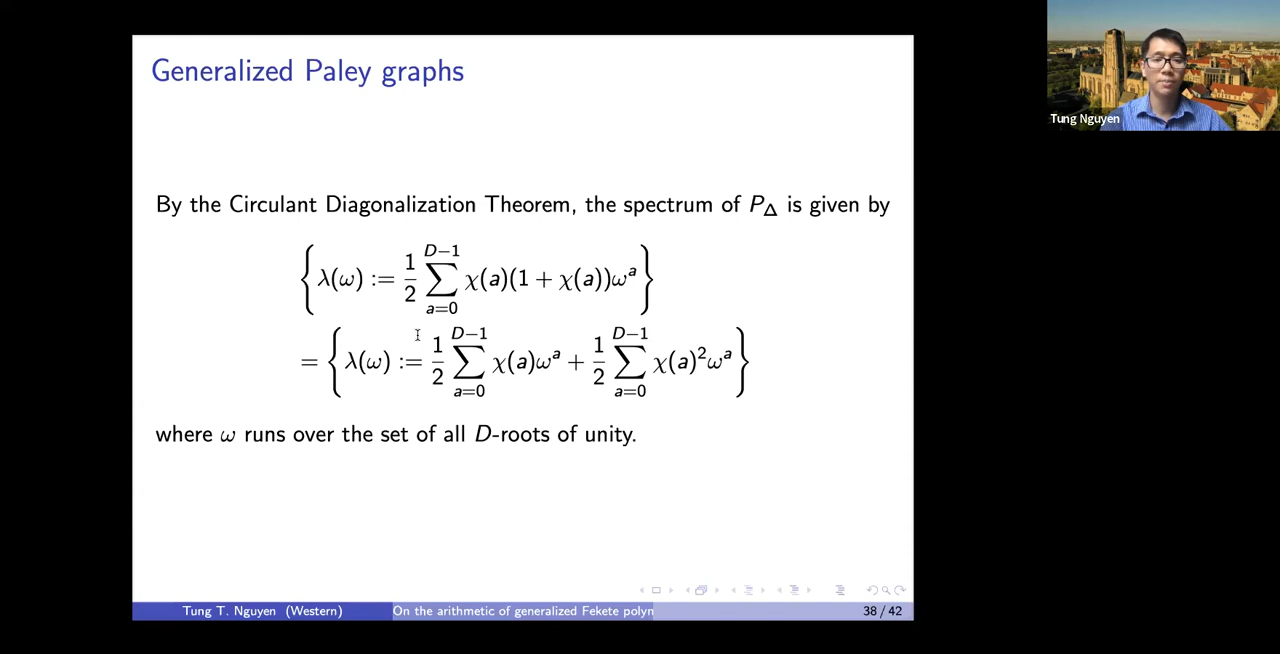 Generalized Paley graphs
Tung Nguyen
By the Circulant Diagonalization Theorem, the spectrum of P_Δ is given by
{ λ(ω) := 1/2 ∑_{a=0}^{D−1} χ(a)(1 + χ(a))ω^a }
= { λ(ω) := 1/2 ∑_{a=0}^{D−1} χ(a)ω^a + 1/2 ∑_{a=0}^{D−1} χ(a)^2 ω^a }
where ω runs over the set of all D-roots of unity.
Tung T. Nguyen (Western) On the arithmetic of generalized Fekete polyn 38 / 42